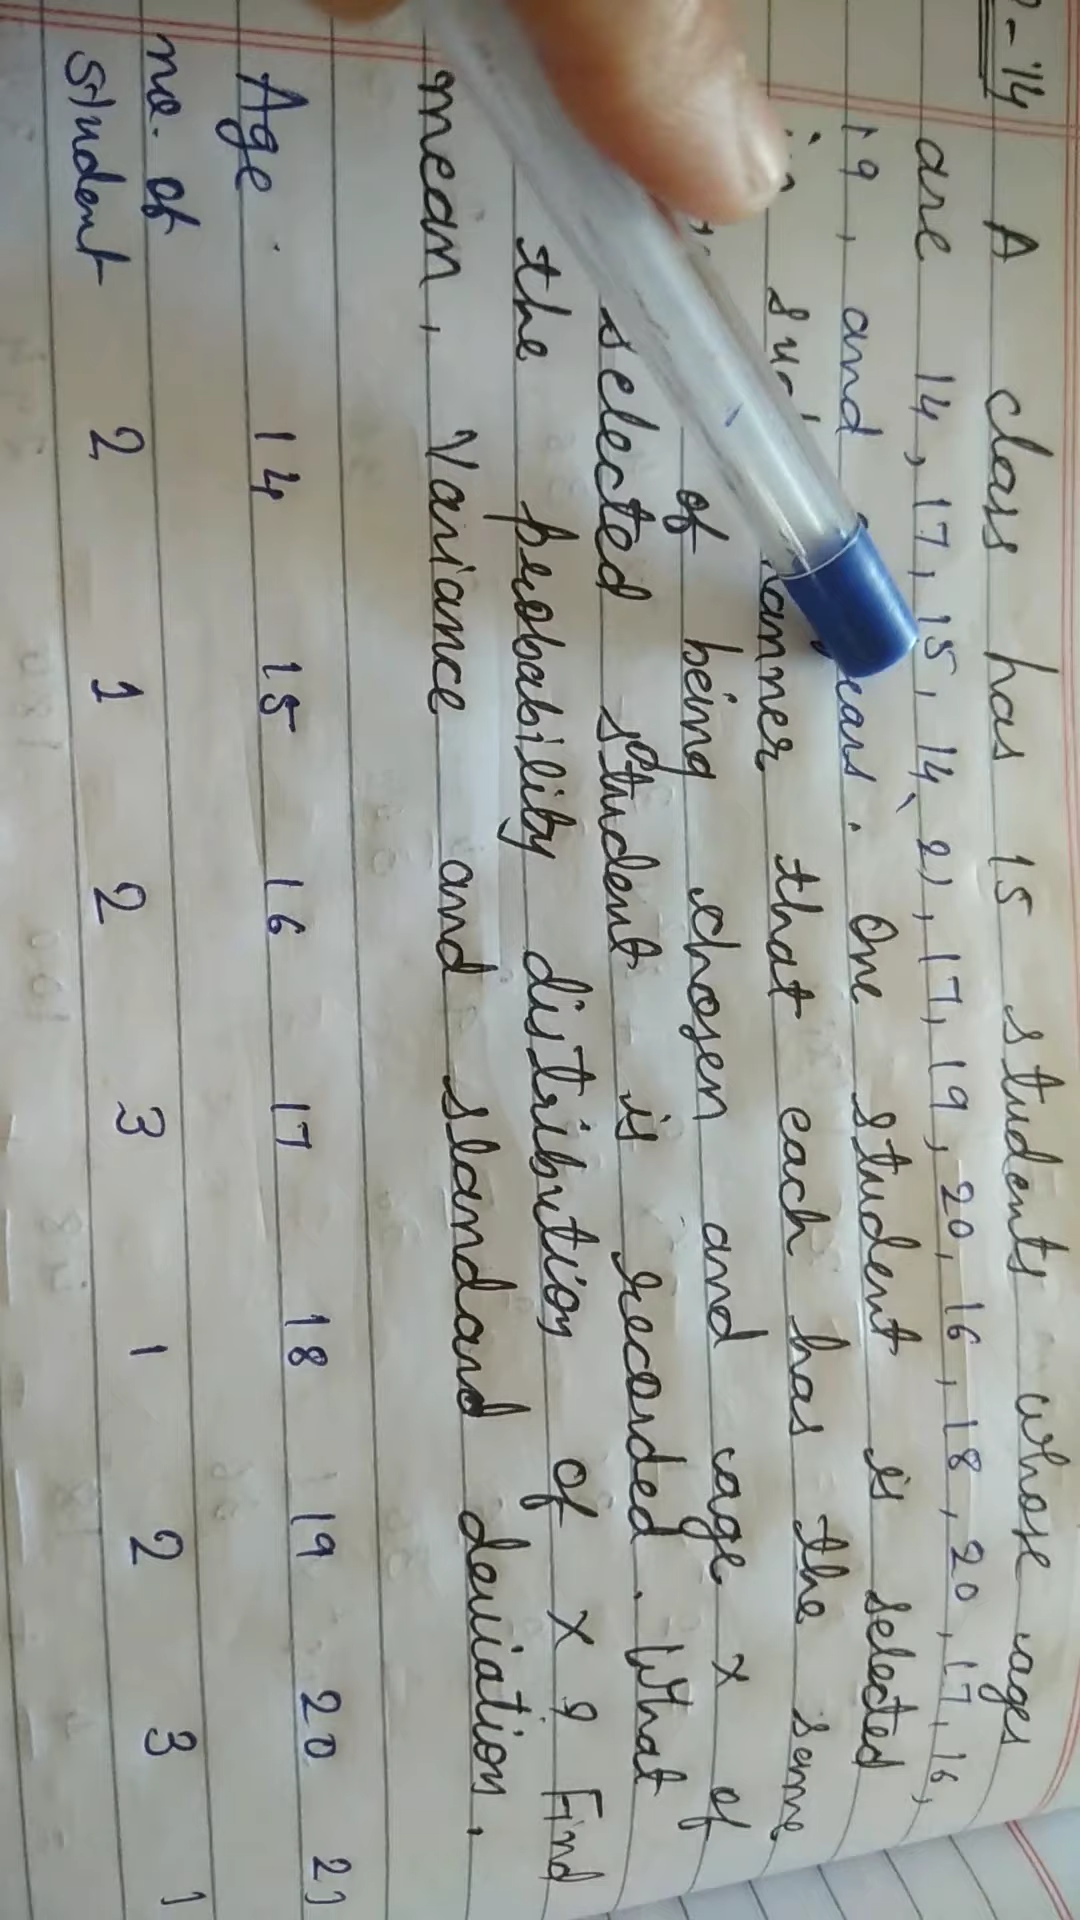 -14 A class has 15 students whose ages
are 14, 17, 15, 14, 21, 17, 19, 20, 16, 18, 20, 17, 16,
19, and years. One student is selected
that each has the same
of being chosen and age x of
selected student is recorded. What
the probability distribution of x ? Find
mean, Variance and standard deviation.
Age 14 15 16 17 18 19 20 21
no. of student 2 1 2 3 1 2 3 1